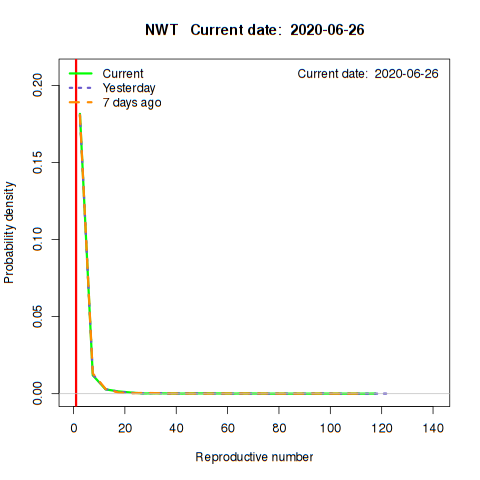 NWT   Current date:  2020-06-26
Current
Yesterday
7 days ago
Current date:  2020-06-26
Probability density
0.00
0.05
0.10
0.15
0.20
0
20
40
60
80
100
120
140
Reproductive number